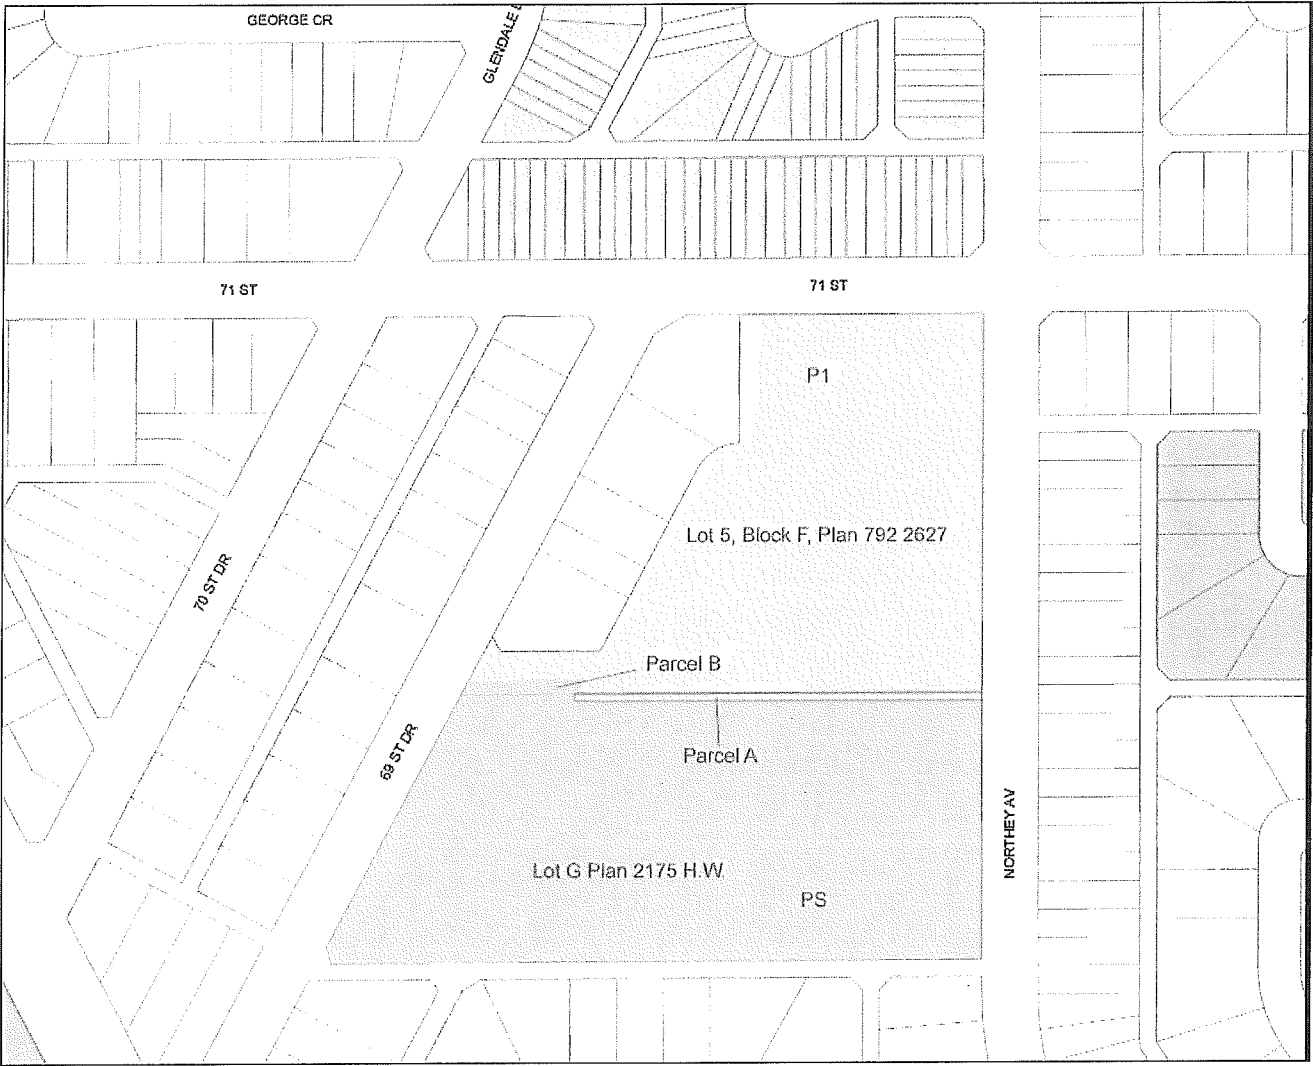 GEORGE CR
GLENDALE
71 ST
71 ST
P1
Lot 5, Block F, Plan 792 2627
70 ST DR
Parcel B
69 ST DR
Parcel A
NORTHEY AV
Lot G Plan 2175 H.W.
PS